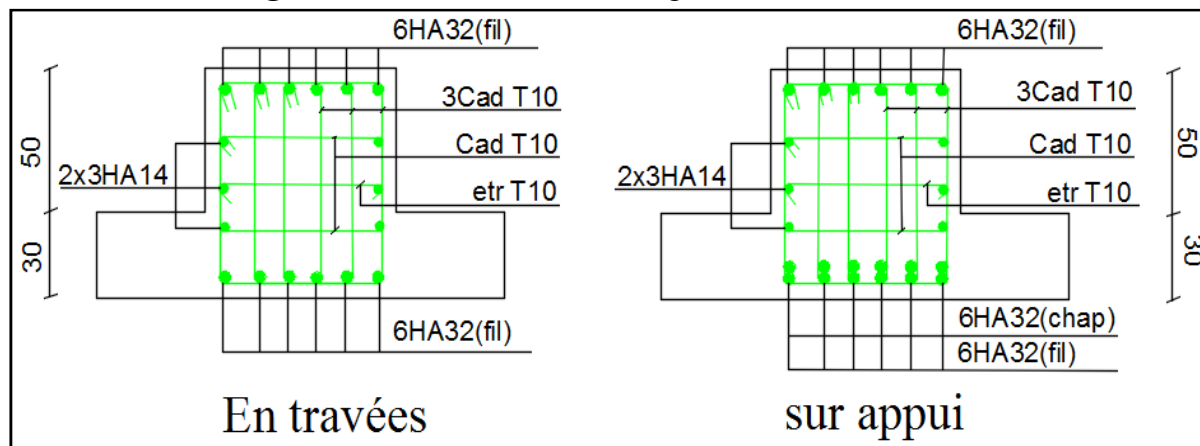 6HA32(fil)
3Cad T10
Cad T10
2x3HA14
etr T10
50
30
6HA32(fil)
En travées
6HA32(fil)
3Cad T10
Cad T10
2x3HA14
etr T10
50
30
6HA32(chap)
6HA32(fil)
sur appui